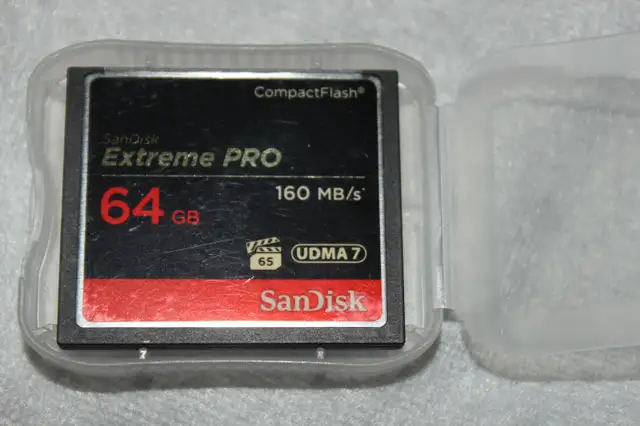 CompactFlash®
SanDisk
Extreme PRO
64 GB
160 MB/s*
65
UDMA 7
SanDisk